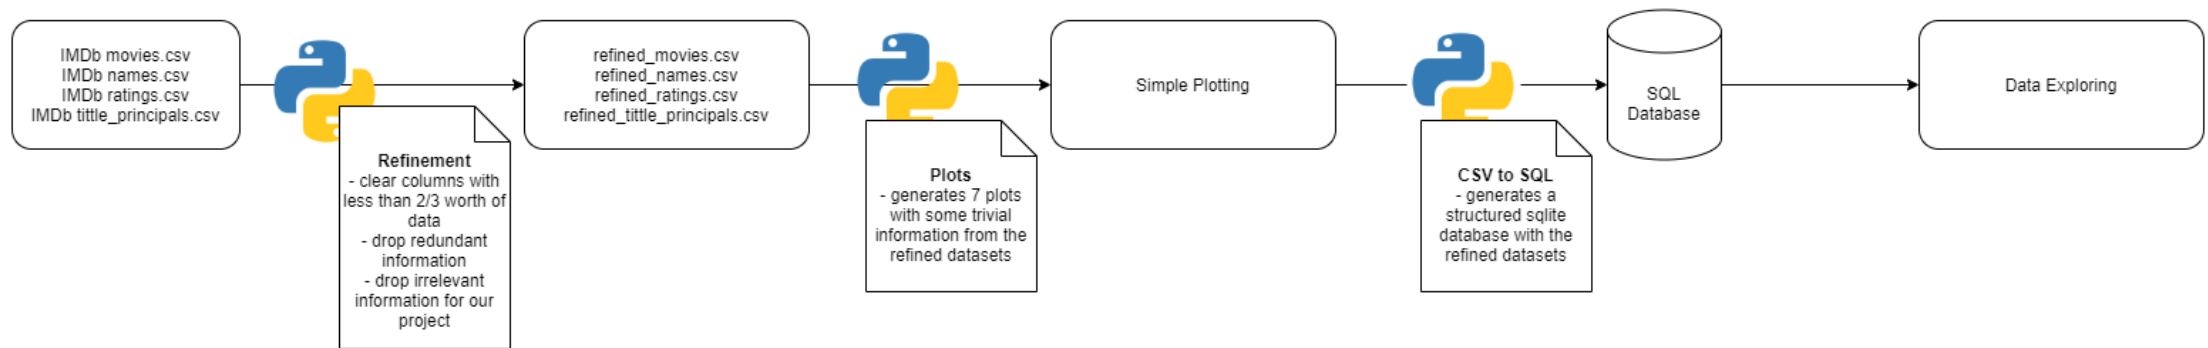 IMDb movies.csv
IMDb names.csv
IMDb ratings.csv
IMDb tittle_principals.csv
Refinement
- clear columns with
less than 2/3 worth of
data
- drop redundant
information
- drop irrelevant
information for our
project
refined_movies.csv
refined_names.csv
refined_ratings.csv
refined_tittle_principals.csv
Plots
- generates 7 plots
with some trivial
information from the
refined datasets
Simple Plotting
CSV to SQL
- generates a
structured sqlite
database with the
refined datasets
SQL
Database
Data Exploring